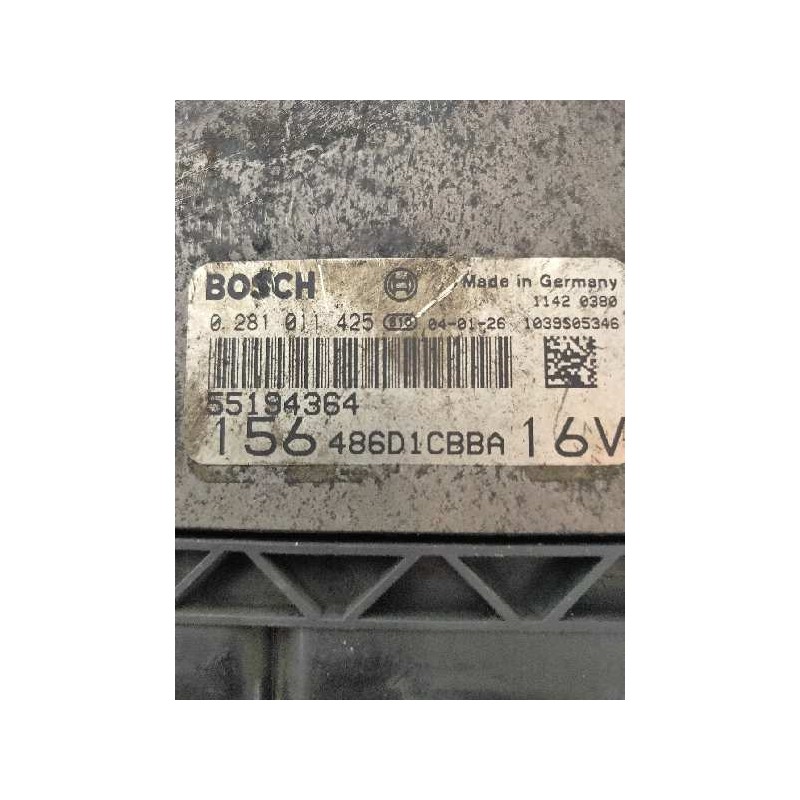 BOSCH Made in Germany
1142 0380
0 281 011 425 04-01-26 1039S05346
55194364
156 486D1CBBA 16V